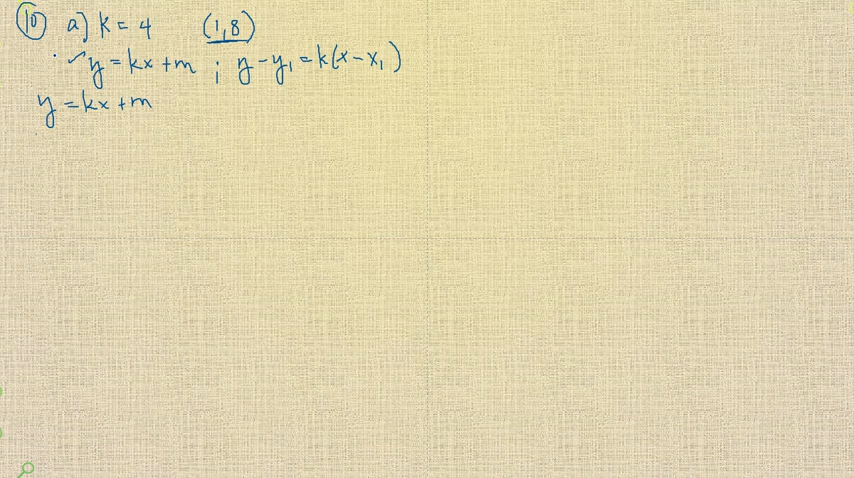 10 a) k = 4 (1,8)
y = kx + m ; y - y₁ = k(x - x₁)
y = kx + m